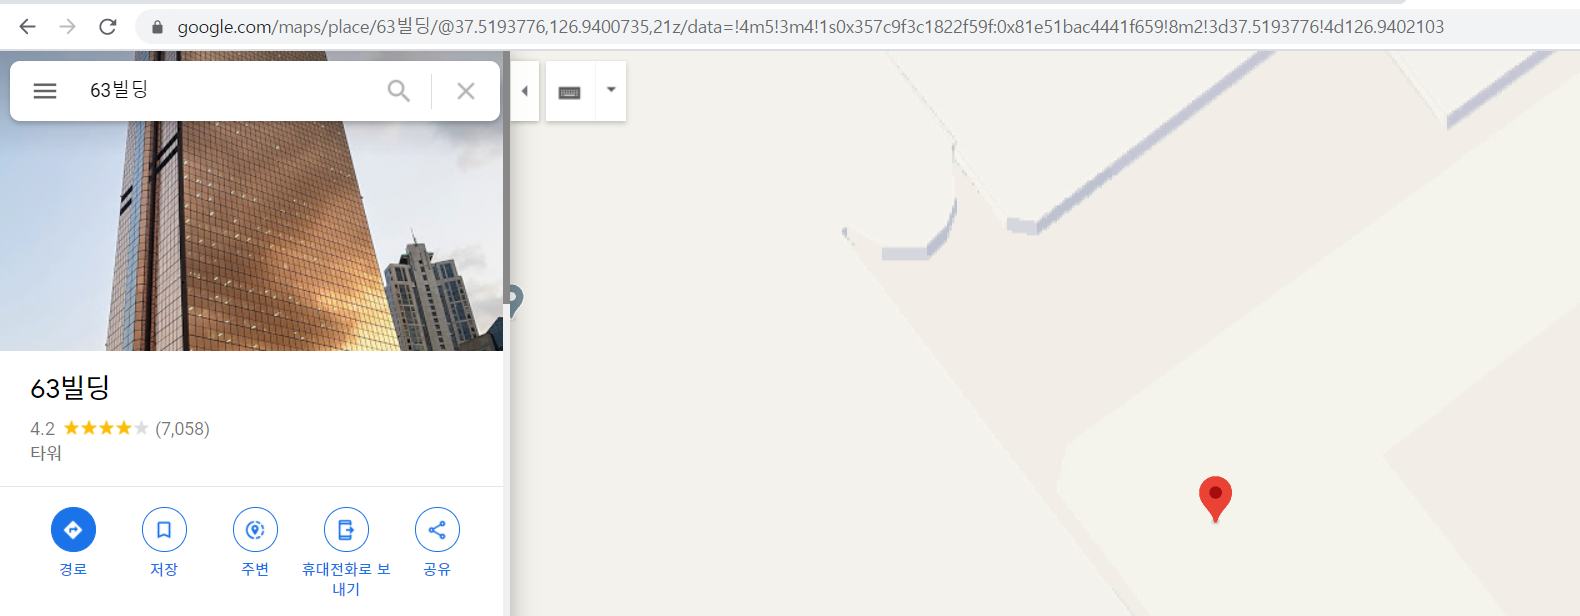 google.com/maps/place/63빌딩/@37.5193776,126.9400735,21z/data=!4m5!3m4!1s0x357c9f3c1822f59f:0x81e51bac4441f659!8m2!3d37.5193776!4d126.9402103
63빌딩
63빌딩
4.2 (7,058)
타워
경로
저장
주변
휴대전화로 보
내기
공유